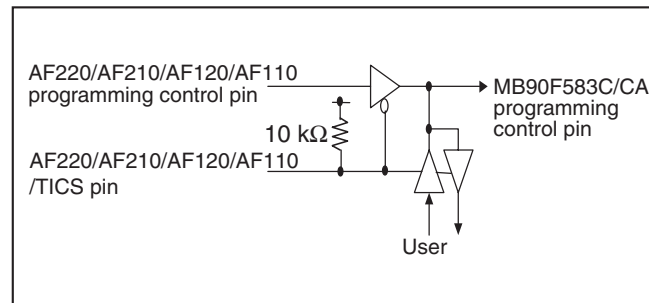 AF220/AF210/AF120/AF110
programming control pin
MB90F583C/CA
programming
control pin
10 kΩ
AF220/AF210/AF120/AF110
/TICS pin
User